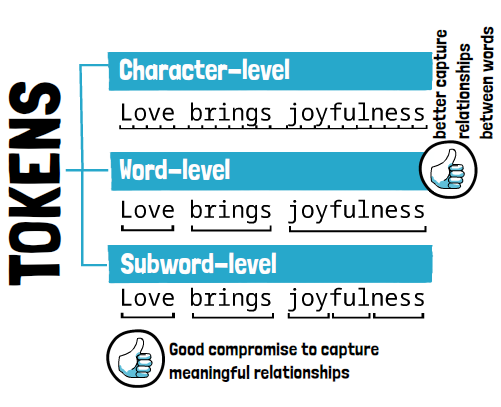 TOKENS
Character-level
Love brings joyfulness
better capture
relationships
between words
Word-level
Love brings joyfulness
Subword-level
Love brings joyfulness
Good compromise to capture
meaningful relationships